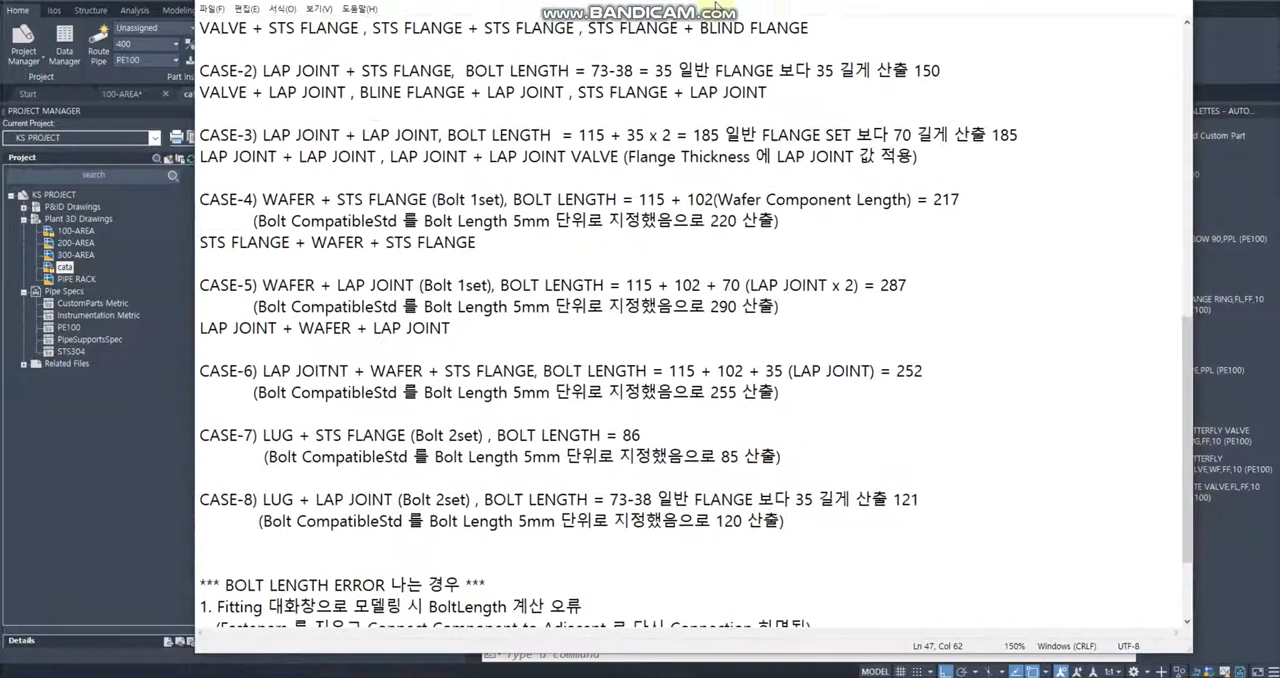 Home Isos Structure Analysis Modeling
파일(F) 편집(E) 서식(O) 보기(V) 도움말(H)
www.BANDICAM.com
Project Manager
Data Manager
Route Pipe
Unassigned
400
PE100
Project
Start 100-AREA*
PROJECT MANAGER
Current Project:
KS PROJECT
Project
search
KS PROJECT
P&ID Drawings
Plant 3D Drawings
100-AREA
200-AREA
300-AREA
cata
PIPE RACK
Pipe Specs
CustomParts Metric
Instrumentation Metric
PE100
PipeSupportsSpec
STS304
Related Files
Details
VALVE + STS FLANGE , STS FLANGE + STS FLANGE , STS FLANGE + BLIND FLANGE
CASE-2) LAP JOINT + STS FLANGE, BOLT LENGTH = 73-38 = 35 일반 FLANGE 보다 35 길게 산출 150
VALVE + LAP JOINT , BLINE FLANGE + LAP JOINT , STS FLANGE + LAP JOINT
CASE-3) LAP JOINT + LAP JOINT, BOLT LENGTH = 115 + 35 x 2 = 185 일반 FLANGE SET 보다 70 길게 산출 185
LAP JOINT + LAP JOINT , LAP JOINT + LAP JOINT VALVE (Flange Thickness 에 LAP JOINT 값 적용)
CASE-4) WAFER + STS FLANGE (Bolt 1set), BOLT LENGTH = 115 + 102(Wafer Component Length) = 217
(Bolt CompatibleStd 를 Bolt Length 5mm 단위로 지정했음으로 220 산출)
STS FLANGE + WAFER + STS FLANGE
CASE-5) WAFER + LAP JOINT (Bolt 1set), BOLT LENGTH = 115 + 102 + 70 (LAP JOINT x 2) = 287
(Bolt CompatibleStd 를 Bolt Length 5mm 단위로 지정했음으로 290 산출)
LAP JOINT + WAFER + LAP JOINT
CASE-6) LAP JOITNT + WAFER + STS FLANGE, BOLT LENGTH = 115 + 102 + 35 (LAP JOINT) = 252
(Bolt CompatibleStd 를 Bolt Length 5mm 단위로 지정했음으로 255 산출)
CASE-7) LUG + STS FLANGE (Bolt 2set) , BOLT LENGTH = 86
(Bolt CompatibleStd 를 Bolt Length 5mm 단위로 지정했음으로 85 산출)
CASE-8) LUG + LAP JOINT (Bolt 2set) , BOLT LENGTH = 73-38 일반 FLANGE 보다 35 길게 산출 121
(Bolt CompatibleStd 를 Bolt Length 5mm 단위로 지정했음으로 120 산출)
*** BOLT LENGTH ERROR 나는 경우 ***
1. Fitting 대화창으로 모델링 시 BoltLength 계산 오류
Ln 47, Col 62 150% Windows (CRLF) UTF-8
Type a command
MODEL 1:1